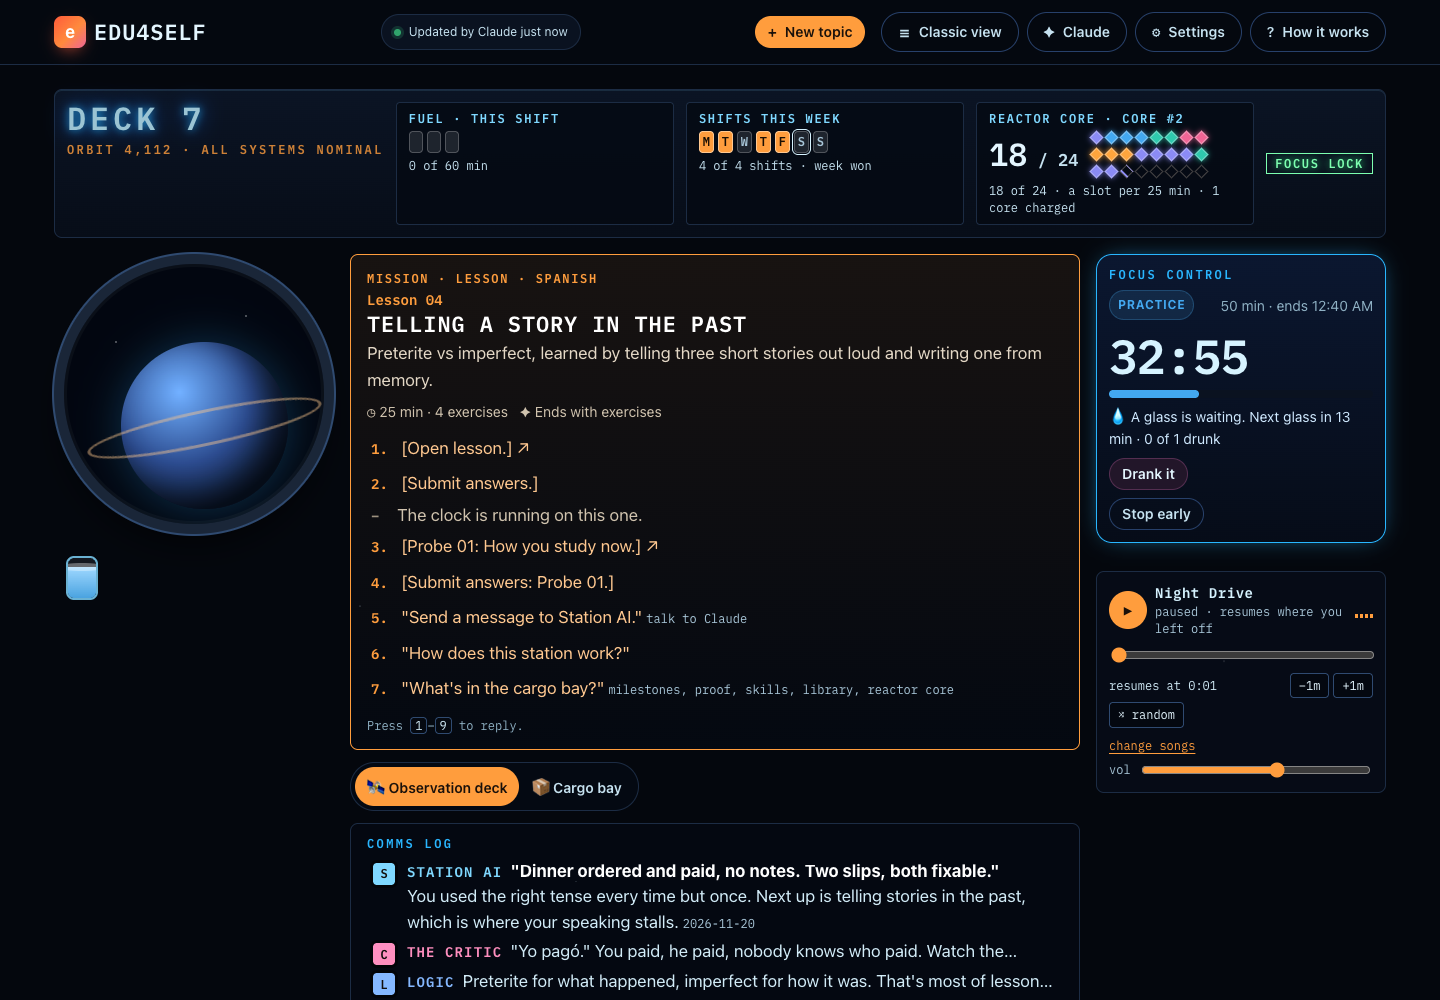 e EDU4SELF
Updated by Claude just now
+ New topic
≡ Classic view
✦ Claude
⚙ Settings
? How it works
DECK 7
ORBIT 4,112 · ALL SYSTEMS NOMINAL
FUEL · THIS SHIFT
0 of 60 min
SHIFTS THIS WEEK
M T W T F S S
4 of 4 shifts · week won
REACTOR CORE · CORE #2
18 / 24
18 of 24 · a slot per 25 min · 1
core charged
FOCUS LOCK
MISSION · LESSON · SPANISH
Lesson 04
TELLING A STORY IN THE PAST
Preterite vs imperfect, learned by telling three short stories out loud and writing one from
memory.
25 min · 4 exercises ✦ Ends with exercises
1. [Open lesson.] ↗
2. [Submit answers.]
– The clock is running on this one.
3. [Probe 01: How you study now.] ↗
4. [Submit answers: Probe 01.]
5. "Send a message to Station AI." talk to Claude
6. "How does this station work?"
7. "What's in the cargo bay?" milestones, proof, skills, library, reactor core
Press 1–9 to reply.
Observation deck
Cargo bay
COMMS LOG
S STATION AI "Dinner ordered and paid, no notes. Two slips, both fixable."
You used the right tense every time but once. Next up is telling stories in the past,
which is where your speaking stalls. 2026-11-20
C THE CRITIC "Yo pagó." You paid, he paid, nobody knows who paid. Watch the...
L LOGIC Preterite for what happened, imperfect for how it was. That's most of lesson...
FOCUS CONTROL
PRACTICE
50 min · ends 12:40 AM
32:55
A glass is waiting. Next glass in 13
min · 0 of 1 drunk
Drank it
Stop early
Night Drive
paused · resumes where you
left off
resumes at 0:01
−1m
+1m
random
change songs
vol